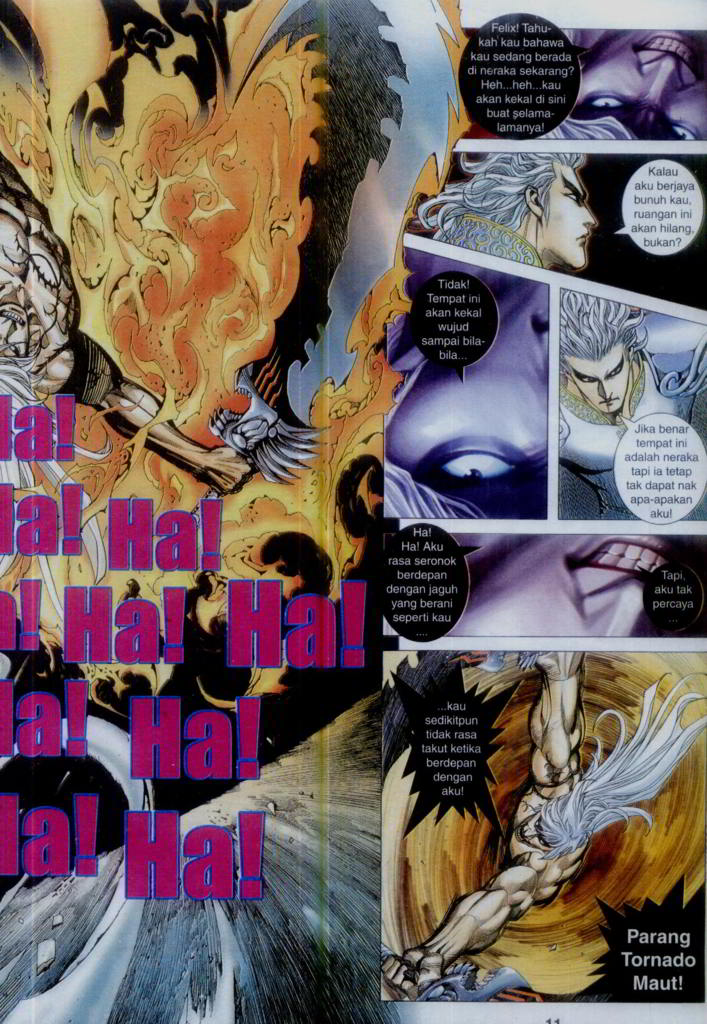 Felix! Tahu-
kah kau bahawa
kau sedang berada
di neraka sekarang?
Heh...heh...kau
akan kekal di sini
buat selama-
lamanya!
Kalau
aku berjaya
bunuh kau,
ruangan ini
akan hilang,
bukan?
Tidak!
Tempat ini
akan kekal
wujud
sampai bila-
bila...
Jika benar
tempat ini
adalah neraka
tapi ia tetap
tak dapat nak
apa-apakan
aku!
Ha!
Ha! Aku
rasa seronok
berdepan
dengan jaguh
yang berani
seperti kau
....
Tapi,
aku tak
percaya
...
...kau
sedikitpun
tidak rasa
takut ketika
berdepan
dengan
aku!
Parang
Tornado
Maut!
Ha!
Ha! Ha!
Ha! Ha! Ha!
Ha! Ha!
Ha! Ha!